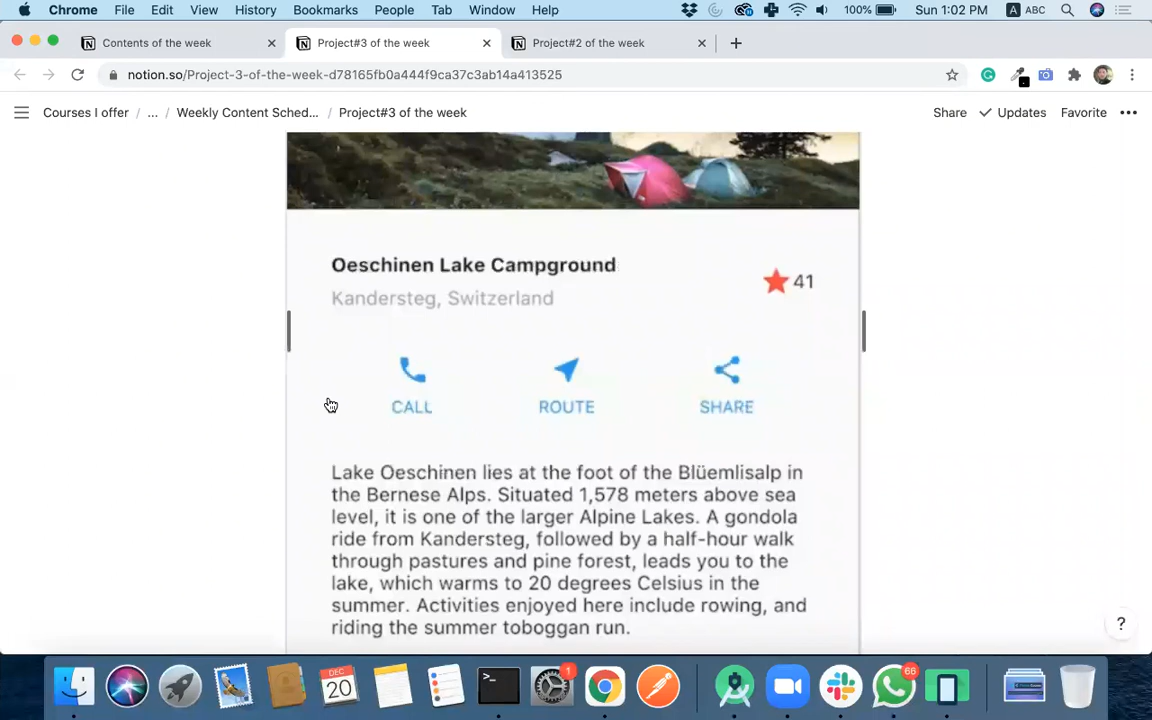 Chrome File Edit View History Bookmarks People Tab Window Help 100% Sun 1:02 PM A ABC
Contents of the week Project#3 of the week Project#2 of the week
notion.so/Project-3-of-the-week-d78165fb0a444f9ca37c3ab14a413525
Courses I offer / ... / Weekly Content Sched... / Project#3 of the week Share Updates Favorite
Oeschinen Lake Campground
41
Kandersteg, Switzerland
CALL ROUTE SHARE
Lake Oeschinen lies at the foot of the Blüemlisalp in
the Bernese Alps. Situated 1,578 meters above sea
level, it is one of the larger Alpine Lakes. A gondola
ride from Kandersteg, followed by a half-hour walk
through pastures and pine forest, leads you to the
lake, which warms to 20 degrees Celsius in the
summer. Activities enjoyed here include rowing, and
riding the summer toboggan run.
?
DEC
20
1
66